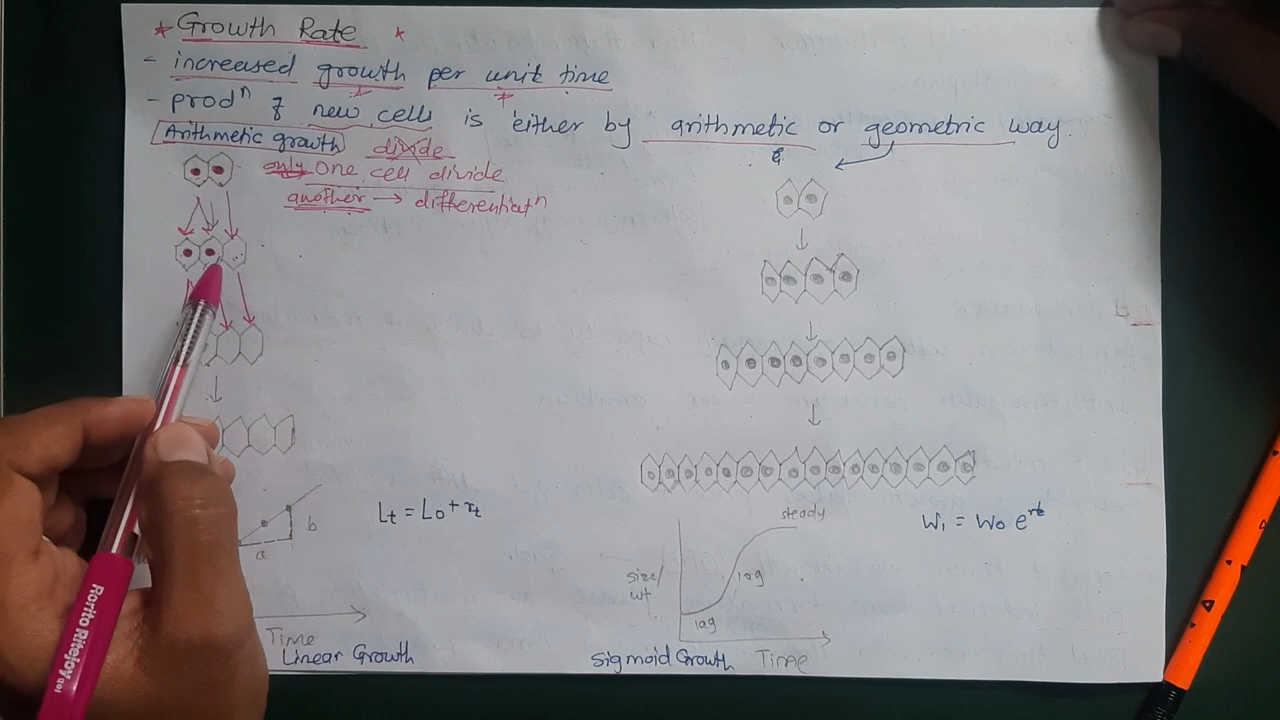 * Growth Rate *
- increased growth per unit time
- prodⁿ of new cells is either by arithmetic or geometric way.
Arithmetic growth
only one cell divide
another → differentiatⁿ
Lt = Lo + rt
b
a
Time
Linear Growth
steady
size/
wt
log
lag
Sigmoid Growth Time
W₁ = Wo eʳᵗ
Rorito Ritejoy gel